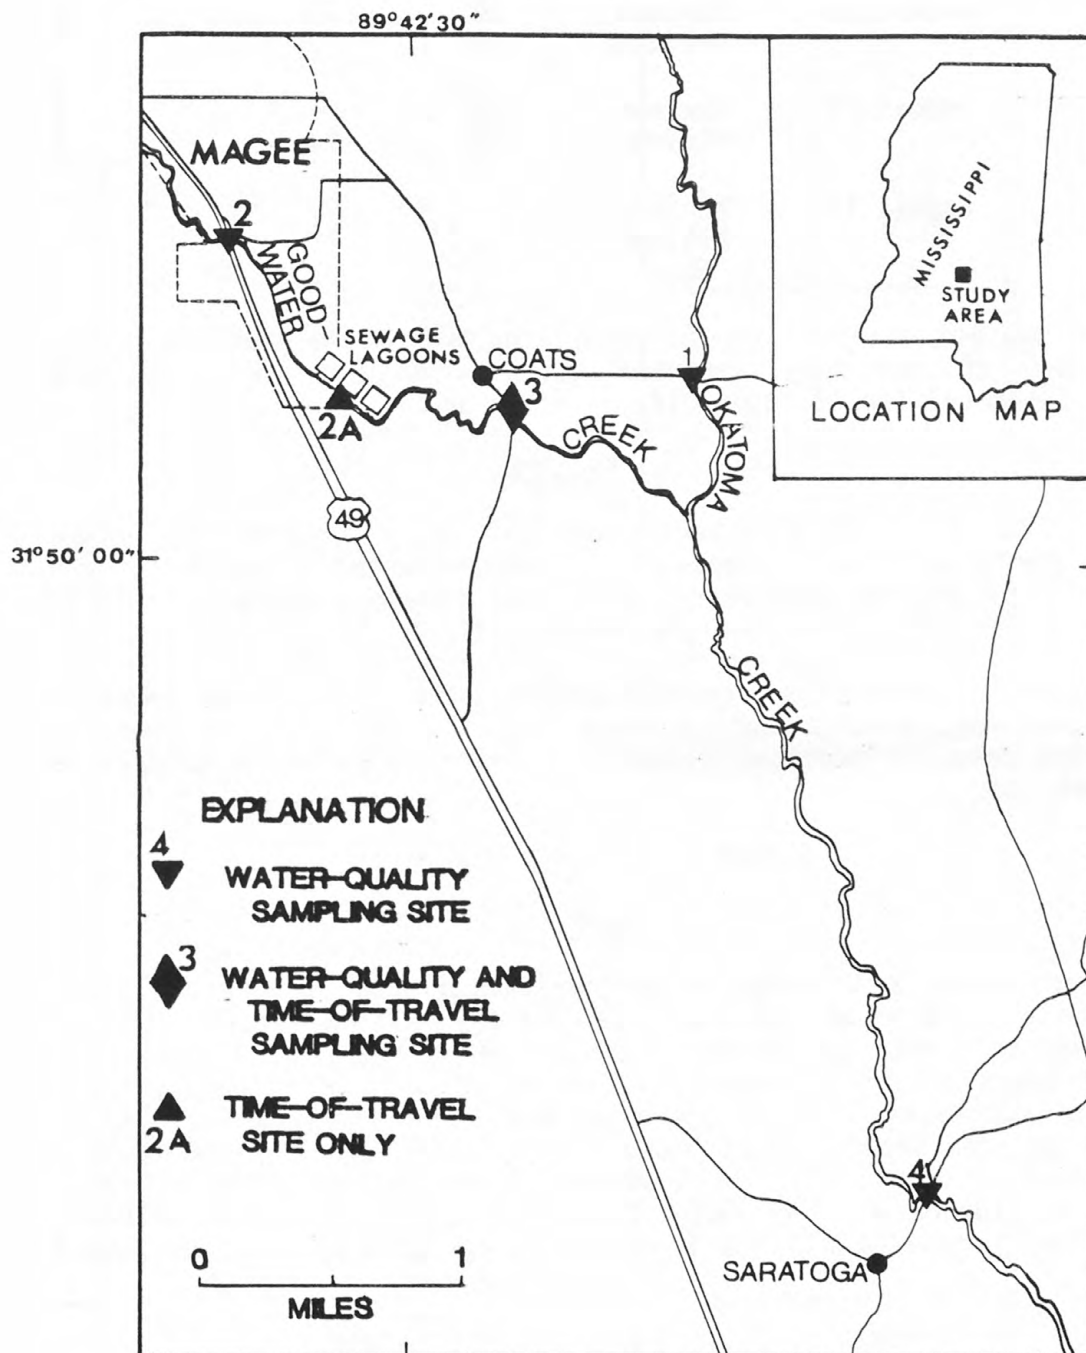 89°42'30"
MAGEE
2
GOOD
WATER
SEWAGE
LAGOONS
2A
COATS
3
CREEK
1
OKATOMA
MISSISSIPPI
STUDY
AREA
LOCATION MAP
49
31°50'00"
CREEK
EXPLANATION
4
WATER-QUALITY
SAMPLING SITE
3
WATER-QUALITY AND
TIME-OF-TRAVEL
SAMPLING SITE
2A
TIME-OF-TRAVEL
SITE ONLY
4
SARATOGA
0 1
MILES